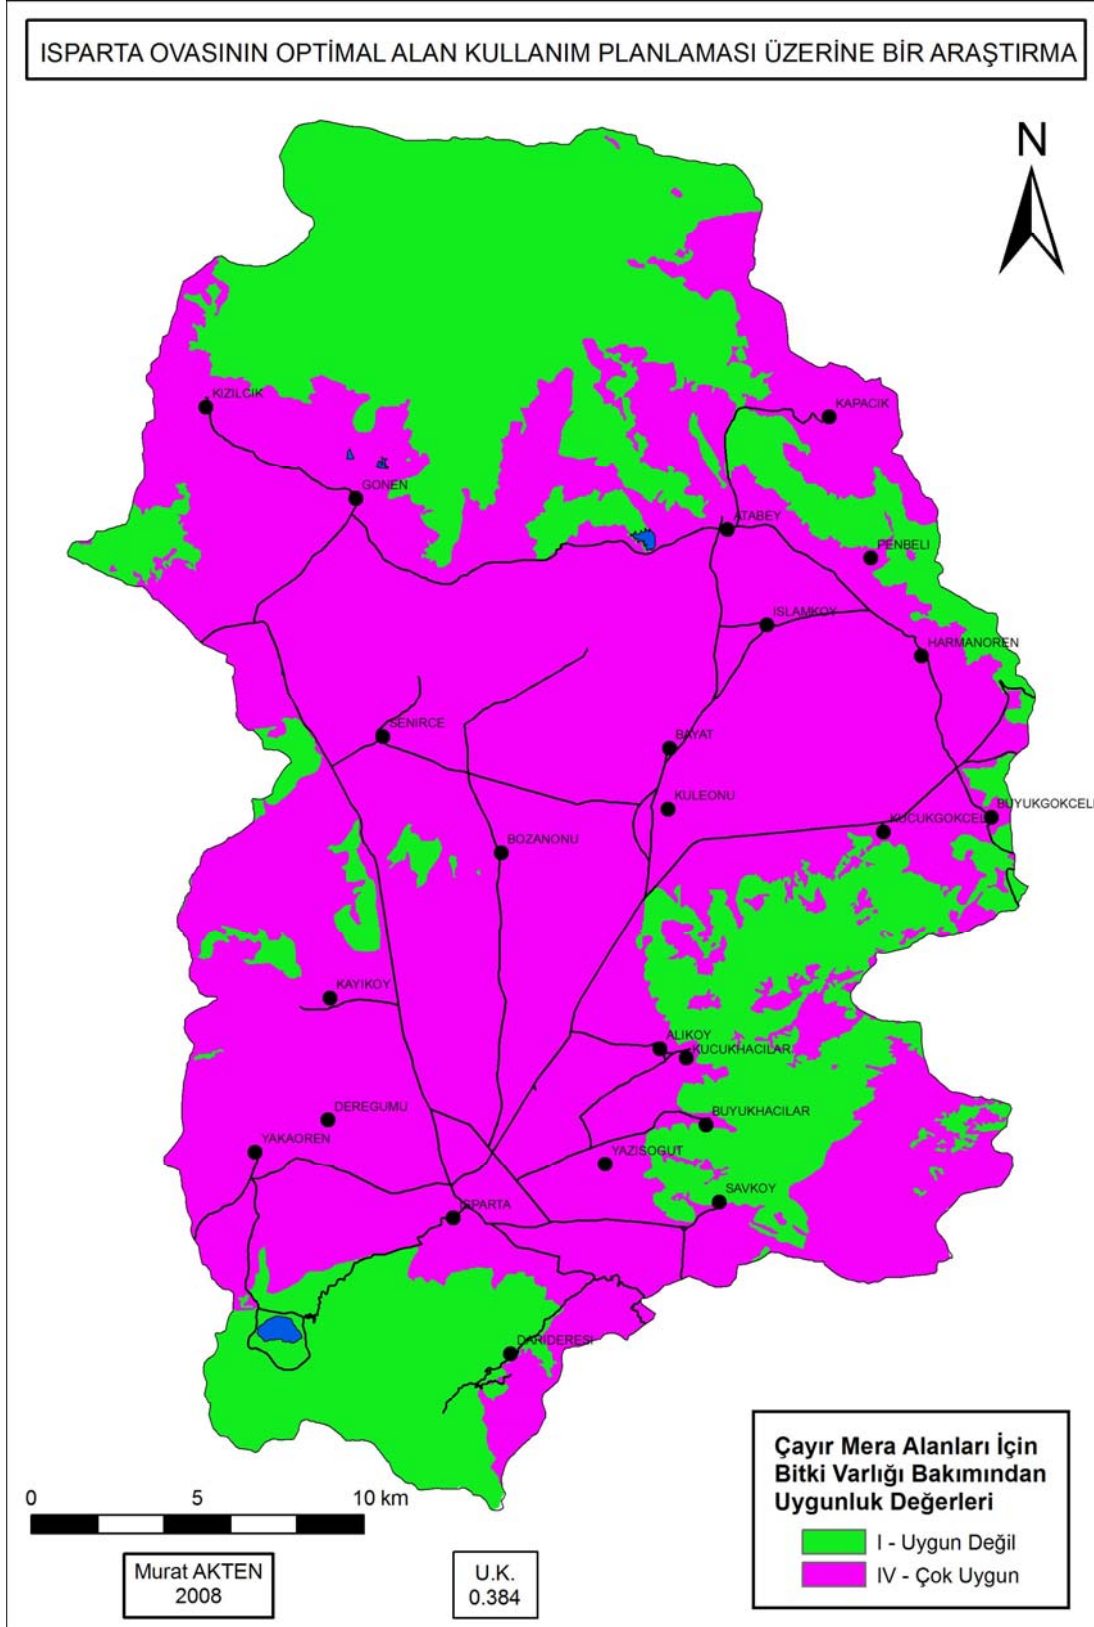 ISPARTA OVASININ OPTİMAL ALAN KULLANIM PLANLAMASI ÜZERİNE BİR ARAŞTIRMA
N
KIZILCIK
KAPACIK
GONEN
ATABEY
PENBELI
ISLAMKOY
HARMANOREN
SENIRCE
BAYAT
KULEONU
BUYUKGOKCELI
KUCUKGOKCELI
BOZANONU
KAYIKOY
ALIKOY
KUCUKHACILAR
DEREGUMU
BUYUKHACILAR
YAKAOREN
YAZISOGUT
SAVKOY
ISPARTA
DARIDERESI
Çayır Mera Alanları İçin
Bitki Varlığı Bakımından
Uygunluk Değerleri
I - Uygun Değil
IV - Çok Uygun
0 5 10 km
Murat AKTEN
2008
U.K.
0.384